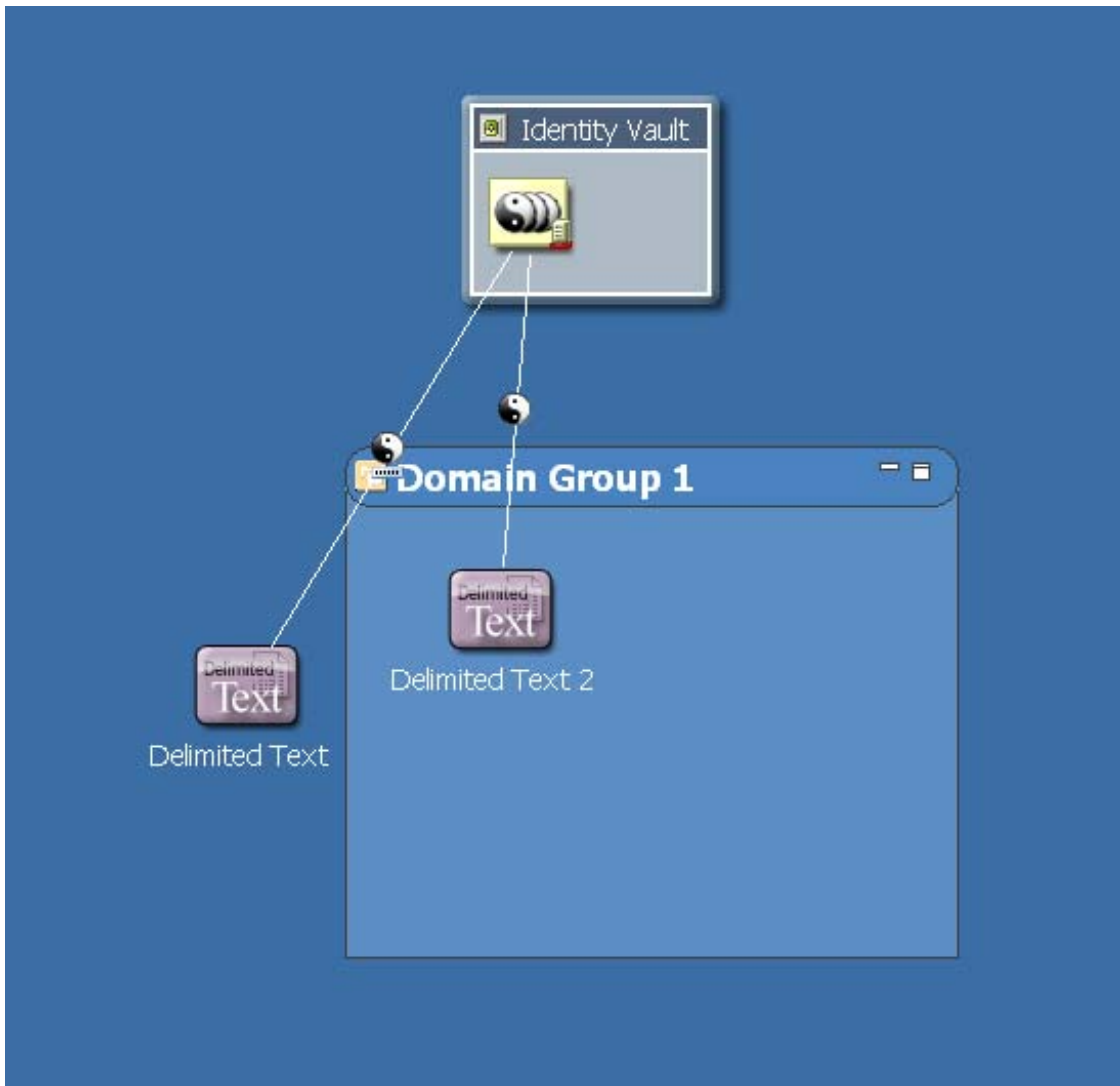 Identity Vault
Domain Group 1
Delimited
Text
Delimited Text 2
Delimited
Text
Delimited Text